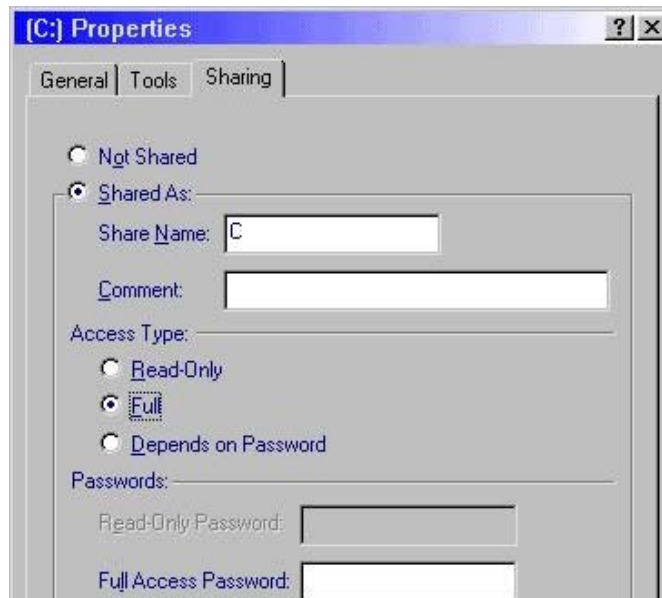 (C:) Properties ? ×
General Tools Sharing
Not Shared
Shared As:
Share Name: C
Comment:
Access Type:
Read-Only
Full
Depends on Password
Passwords:
Read-Only Password:
Full Access Password: